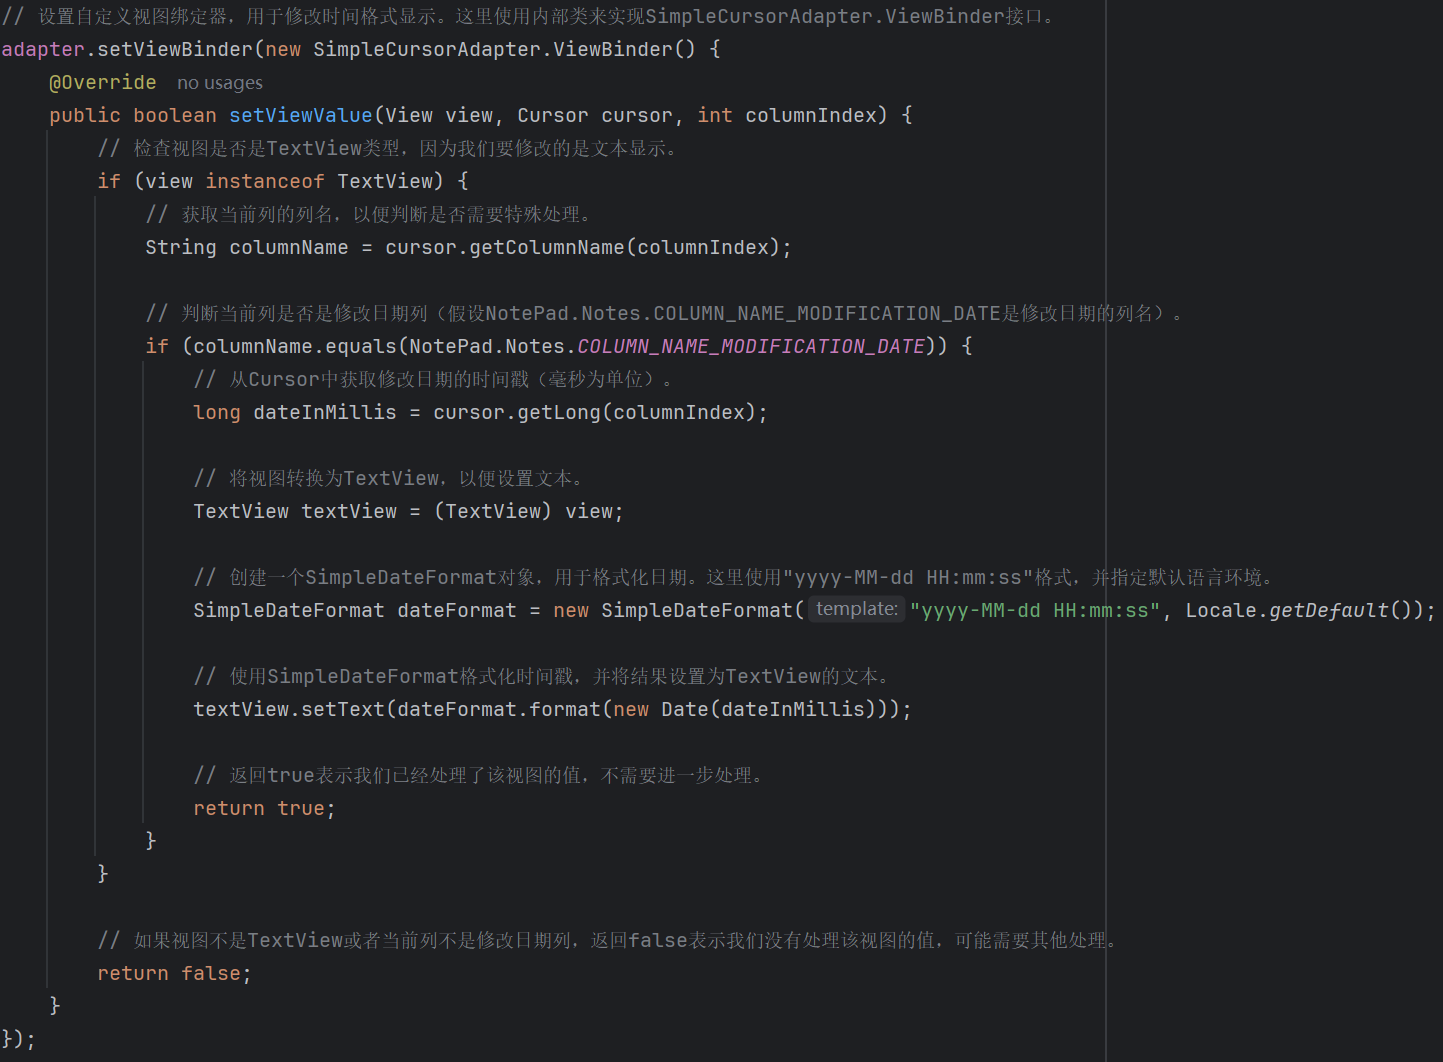 // 设置自定义视图绑定器，用于修改时间格式显示。这里使用内部类来实现SimpleCursorAdapter.ViewBinder接口。
adapter.setViewBinder(new SimpleCursorAdapter.ViewBinder() {
@Override no usages
public boolean setViewValue(View view, Cursor cursor, int columnIndex) {
// 检查视图是否是TextView类型，因为我们要修改的是文本显示。
if (view instanceof TextView) {
// 获取当前列的列名，以便判断是否需要特殊处理。
String columnName = cursor.getColumnName(columnIndex);
// 判断当前列是否是修改日期列（假设NotePad.Notes.COLUMN_NAME_MODIFICATION_DATE是修改日期的列名）。
if (columnName.equals(NotePad.Notes.COLUMN_NAME_MODIFICATION_DATE)) {
// 从Cursor中获取修改日期的时间戳（毫秒为单位）。
long dateInMillis = cursor.getLong(columnIndex);
// 将视图转换为TextView，以便设置文本。
TextView textView = (TextView) view;
// 创建一个SimpleDateFormat对象，用于格式化日期。这里使用"yyyy-MM-dd HH:mm:ss"格式，并指定默认语言环境。
SimpleDateFormat dateFormat = new SimpleDateFormat( template: "yyyy-MM-dd HH:mm:ss", Locale.getDefault());
// 使用SimpleDateFormat格式化时间戳，并将结果设置为TextView的文本。
textView.setText(dateFormat.format(new Date(dateInMillis)));
// 返回true表示我们已经处理了该视图的值，不需要进一步处理。
return true;
}
}
// 如果视图不是TextView或者当前列不是修改日期列，返回false表示我们没有处理该视图的值，可能需要其他处理。
return false;
}
});